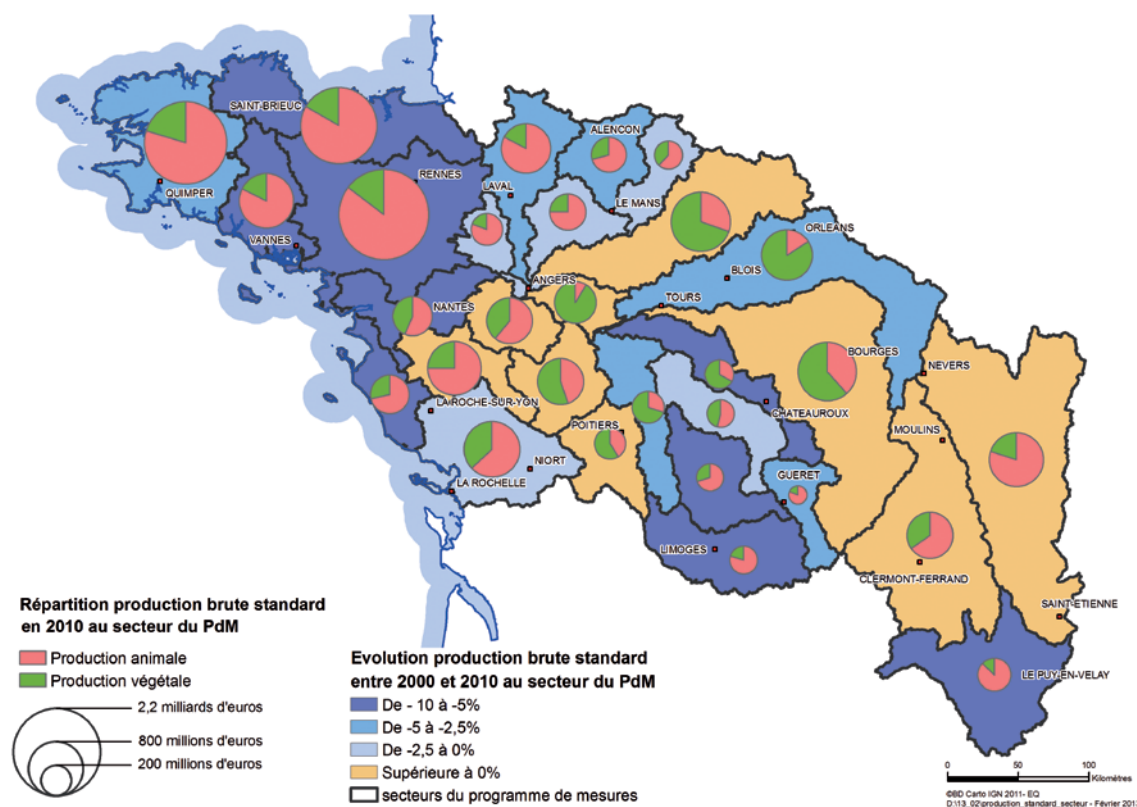 SAINT-BRIEUC
ALENCON
QUIMPER
RENNES
LAVAL
LE MANS
VANNES
ORLEANS
BLOIS
ANGERS
TOURS
NANTES
BOURGES
NEVERS
LA ROCHE-SUR-YON
CHATEAUROUX
POITIERS
MOULINS
NIORT
GUERET
LA ROCHELLE
LIMOGES
CLERMONT-FERRAND
SAINT-ETIENNE
LE PUY-EN-VELAY
Répartition production brute standard
en 2010 au secteur du PdM
Production animale
Production végétale
2,2 milliards d'euros
800 millions d'euros
200 millions d'euros
Evolution production brute standard
entre 2000 et 2010 au secteur du PdM
De - 10 à -5%
De -5 à -2,5%
De -2,5 à 0%
Supérieure à 0%
secteurs du programme de mesures
0 50 100
Kilomètres
©BD Carto IGN 2011- EQ
D:\13_02\production_standard_secteur - Février